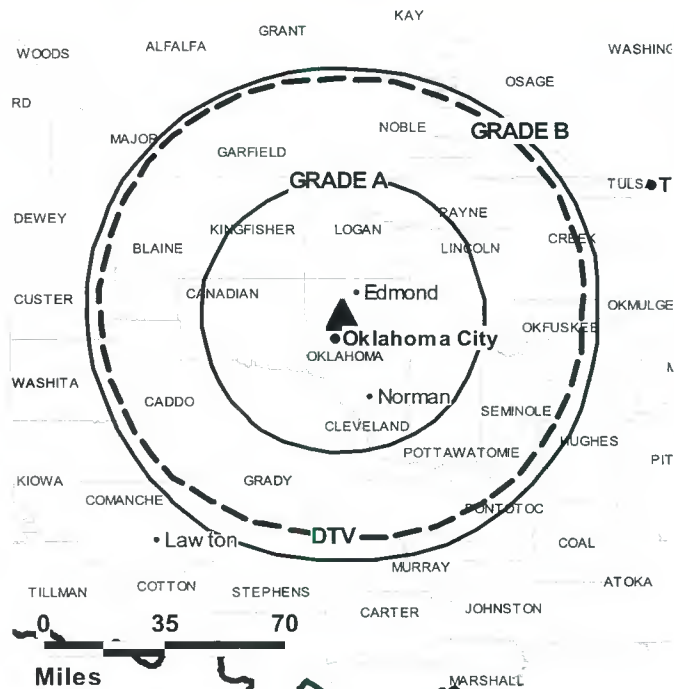 KAY
GRANT
ALFALFA
WOODS
WASHING
OSAGE
RD
NOBLE
GRADE B
MAJOR
GARFIELD
GRADE A
TULSA T
PAYNE
DEWEY
KINGFISHER
LOGAN
CREEK
BLAINE
LINCOLN
CANADIAN
Edmond
CUSTER
OKMULGE
OKFUSKEE
Oklahoma City
OKLAHOMA
WASHITA
Norman
CADDO
SEMINOLE
CLEVELAND
HUGHES
POTTAWATOMIE
PIT
KIOWA
GRADY
COMANCHE
PONTOTOC
DTV
Lawton
COAL
MURRAY
ATOKA
TILLMAN
COTTON
STEPHENS
CARTER
JOHNSTON
0 35 70
Miles
MARSHALL